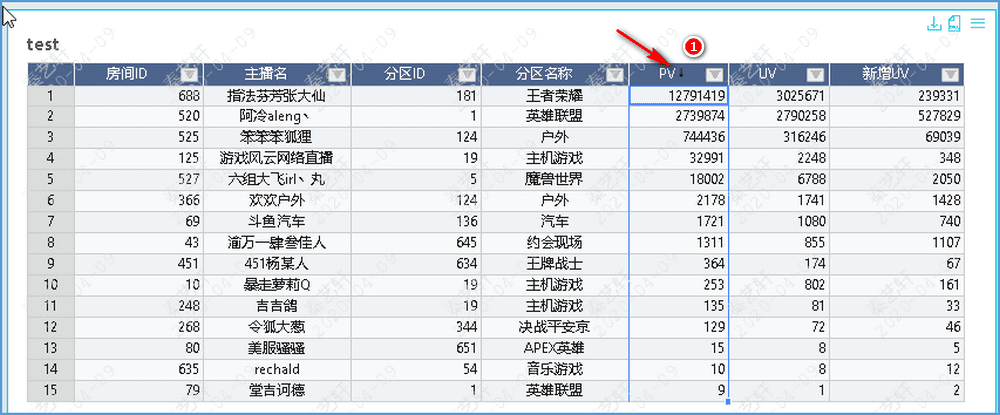 test
房间ID 主播名 分区ID 分区名称 PV↓ UV 新增UV
1 688 指法芬芳张大仙 181 王者荣耀 12791419 3025671 239331
2 520 阿冷aleng丶 1 英雄联盟 2739874 2790258 527829
3 525 笨笨笨狐狸 124 户外 744436 316246 69039
4 125 游戏风云网络直播 19 主机游戏 32991 2248 348
5 527 六组大飞irl丶丸 5 魔兽世界 18002 6788 2050
6 366 欢欢户外 124 户外 2178 1741 1428
7 69 斗鱼汽车 136 汽车 1721 1080 740
8 43 渝万一肆叁佳人 645 约会现场 1311 855 1107
9 451 451杨某人 634 王牌战士 364 174 67
10 10 暴走萝莉Q 19 主机游戏 253 802 161
11 248 吉吉鸽 19 主机游戏 135 81 33
12 268 令狐大葱 344 决战平安京 129 72 46
13 80 美服骚骚 651 APEX英雄 15 8 5
14 635 rechald 54 音乐游戏 10 8 12
15 79 堂吉诃德 1 英雄联盟 9 1 2
1
秦艺轩
2020-04-09